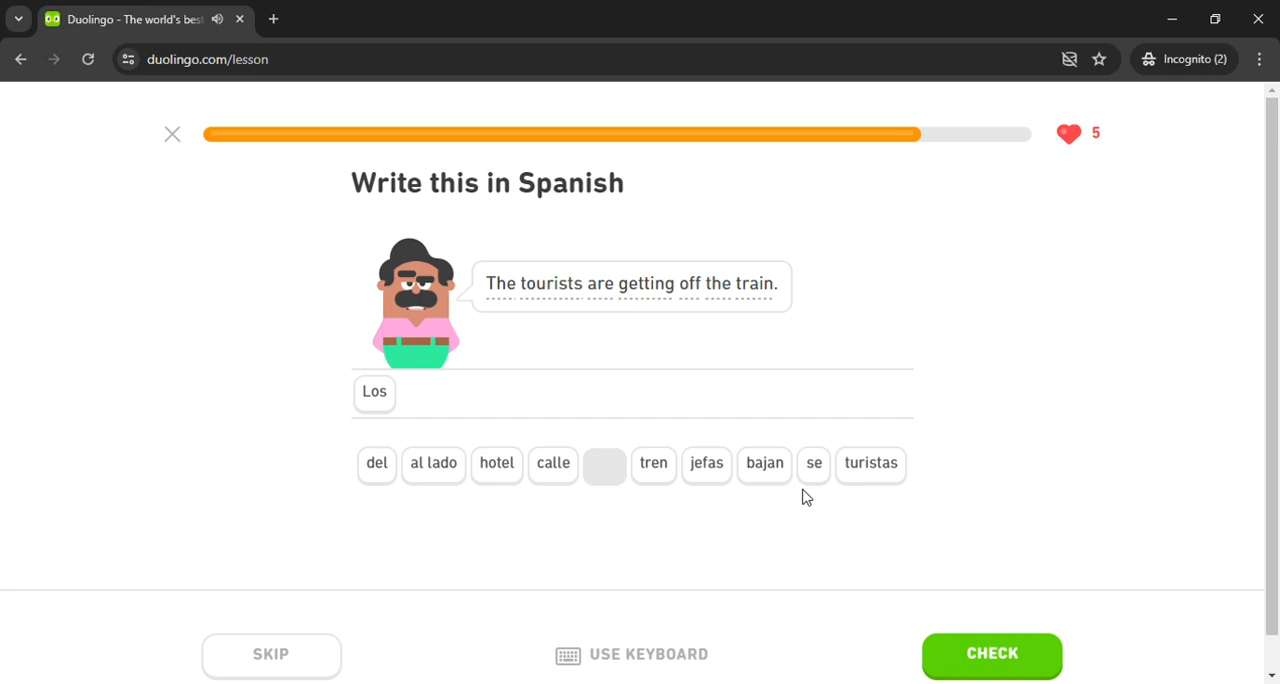 Duolingo - The world's bes
duolingo.com/lesson
Incognito (2)
5
Write this in Spanish
The tourists are getting off the train.
Los
del al lado hotel calle tren jefas bajan se turistas
SKIP USE KEYBOARD CHECK